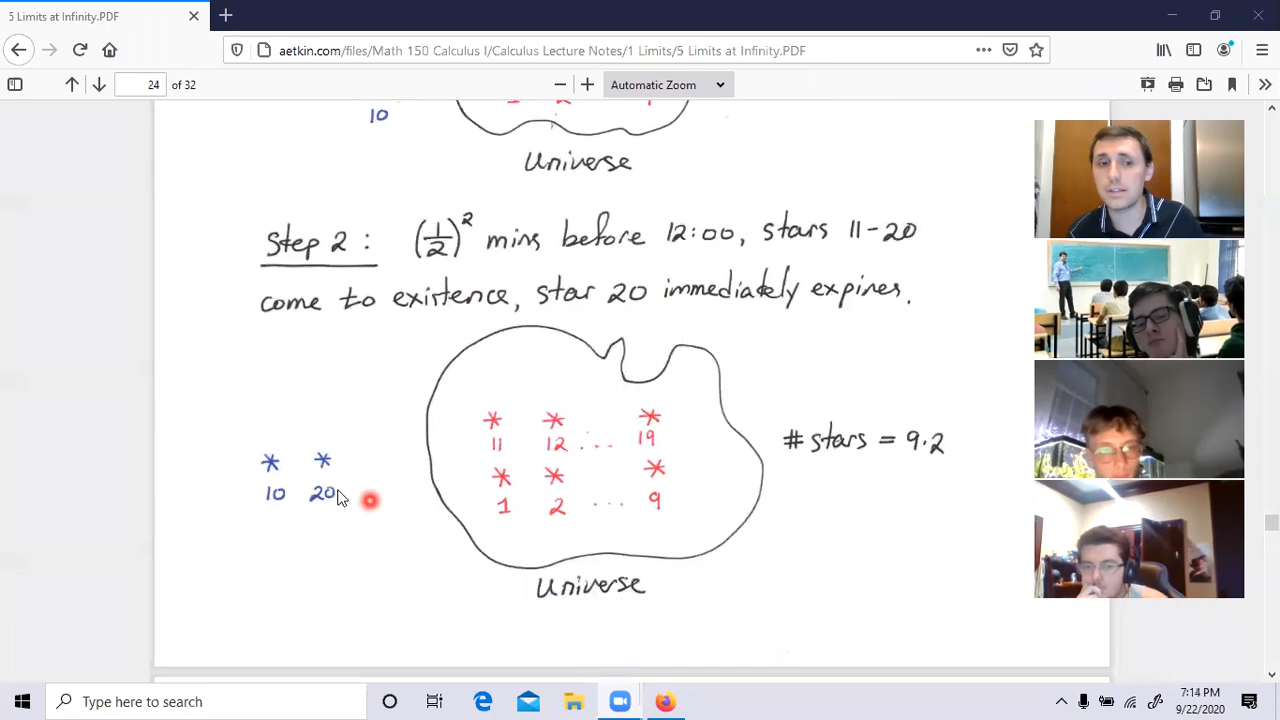 5 Limits at Infinity.PDF
aetkin.com/files/Math 150 Calculus I/Calculus Lecture Notes/1 Limits/5 Limits at Infinity.PDF
24 of 32
Automatic Zoom
1 2 9
10
Universe
Step 2 : (1/2)^2 mins before 12:00, stars 11-20
come to existence, star 20 immediately expires.
* * *
11 12 ... 19
# stars = 9·2
* *
* * *
10 20
1 2 ... 9
Universe
Type here to search
7:14 PM
9/22/2020